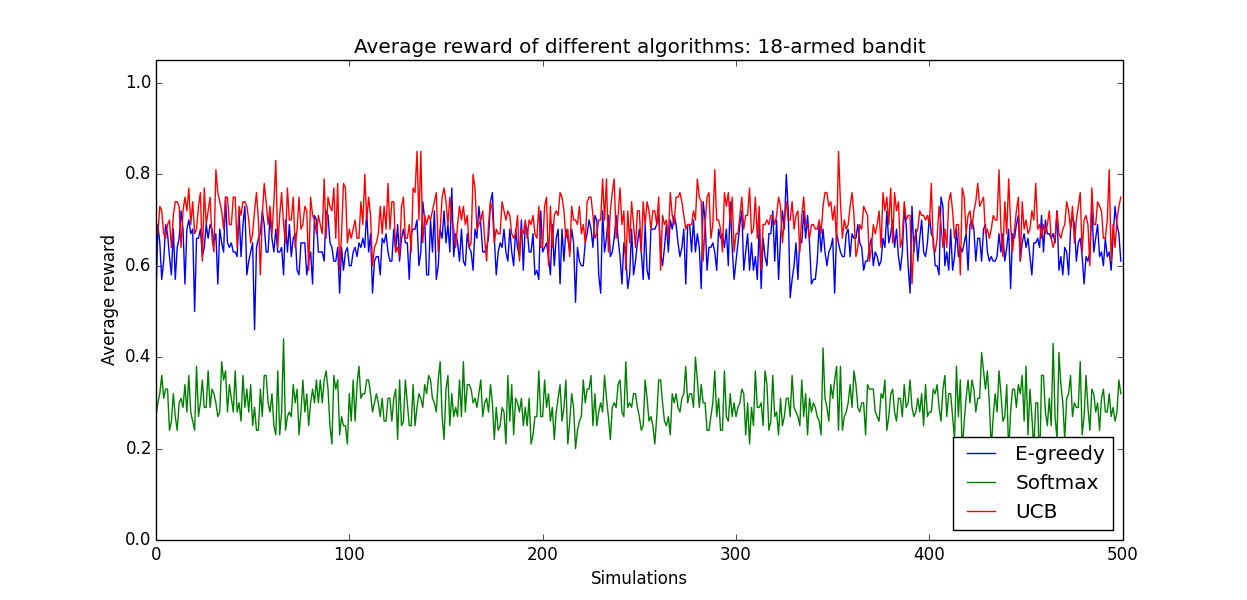 Average reward of different algorithms: 18-armed bandit
1.0
0.8
0.6
0.4
0.2
0.0
Average reward
0 100 200 300 400 500
Simulations
E-greedy
Softmax
UCB